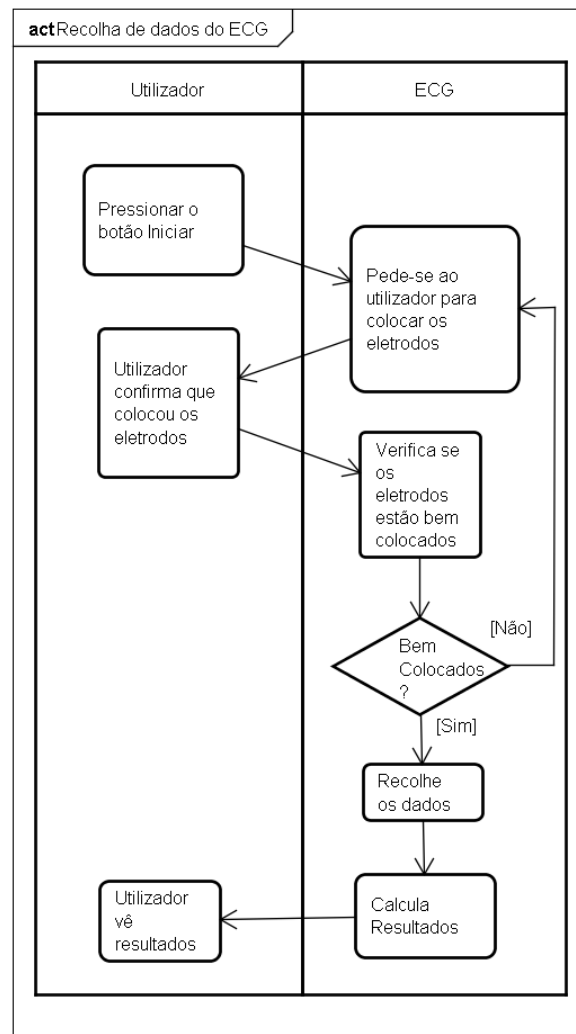 act Recolha de dados do ECG
Utilizador
ECG
Pressionar o
botão Iniciar
Pede-se ao
utilizador para
colocar os
eletrodos
Utilizador
confirma que
colocou os
eletrodos
Verifica se
os
eletrodos
estão bem
colocados
Bem
Colocados
?
[Não]
[Sim]
Recolhe
os dados
Calcula
Resultados
Utilizador
vê
resultados